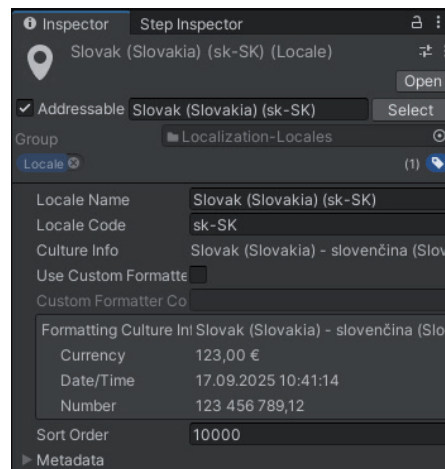 Inspector Step Inspector
Slovak (Slovakia) (sk-SK) (Locale)
Open
Addressable Slovak (Slovakia) (sk-SK) Select
Group Localization-Locales
Locale (1)
Locale Name Slovak (Slovakia) (sk-SK)
Locale Code sk-SK
Culture Info Slovak (Slovakia) - slovenčina (Slov
Use Custom Formatte
Custom Formatter Co
Formatting Culture Inf Slovak (Slovakia) - slovenčina (Slo
Currency 123,00 €
Date/Time 17.09.2025 10:41:14
Number 123 456 789,12
Sort Order 10000
Metadata